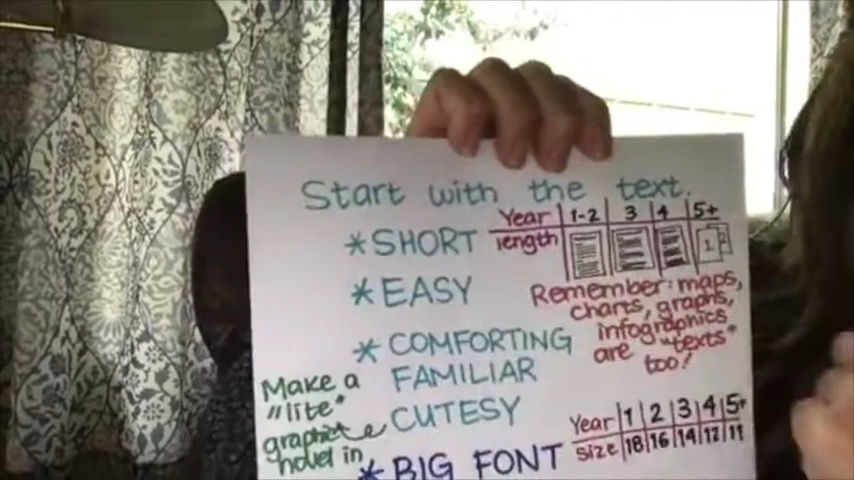 Start with the text.
* SHORT
Year 1-2 3 4 5+
length 1 2
* EASY
Remember: maps,
charts, graphs,
infographics
are "texts"
too!
* COMFORTING
FAMILIAR
CUTESY
Make a
"lite"
graphic
novel in
* BIG FONT
Year 1 2 3 4 5+
size 18 16 14 12 11